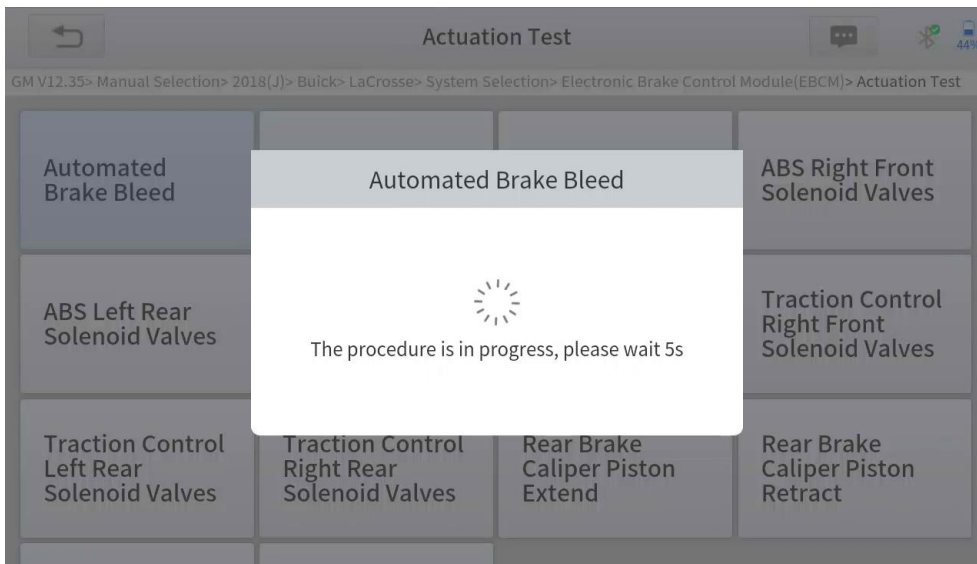 Actuation Test
44%
GM V12.35> Manual Selection> 2018(J)> Buick> LaCrosse> System Selection> Electronic Brake Control Module(EBCM)> Actuation Test
Automated
Brake Bleed
ABS Right Front
Solenoid Valves
Automated Brake Bleed
The procedure is in progress, please wait 5s
ABS Left Rear
Solenoid Valves
Traction Control
Right Front
Solenoid Valves
Traction Control
Left Rear
Solenoid Valves
Traction Control
Right Rear
Solenoid Valves
Rear Brake
Caliper Piston
Extend
Rear Brake
Caliper Piston
Retract